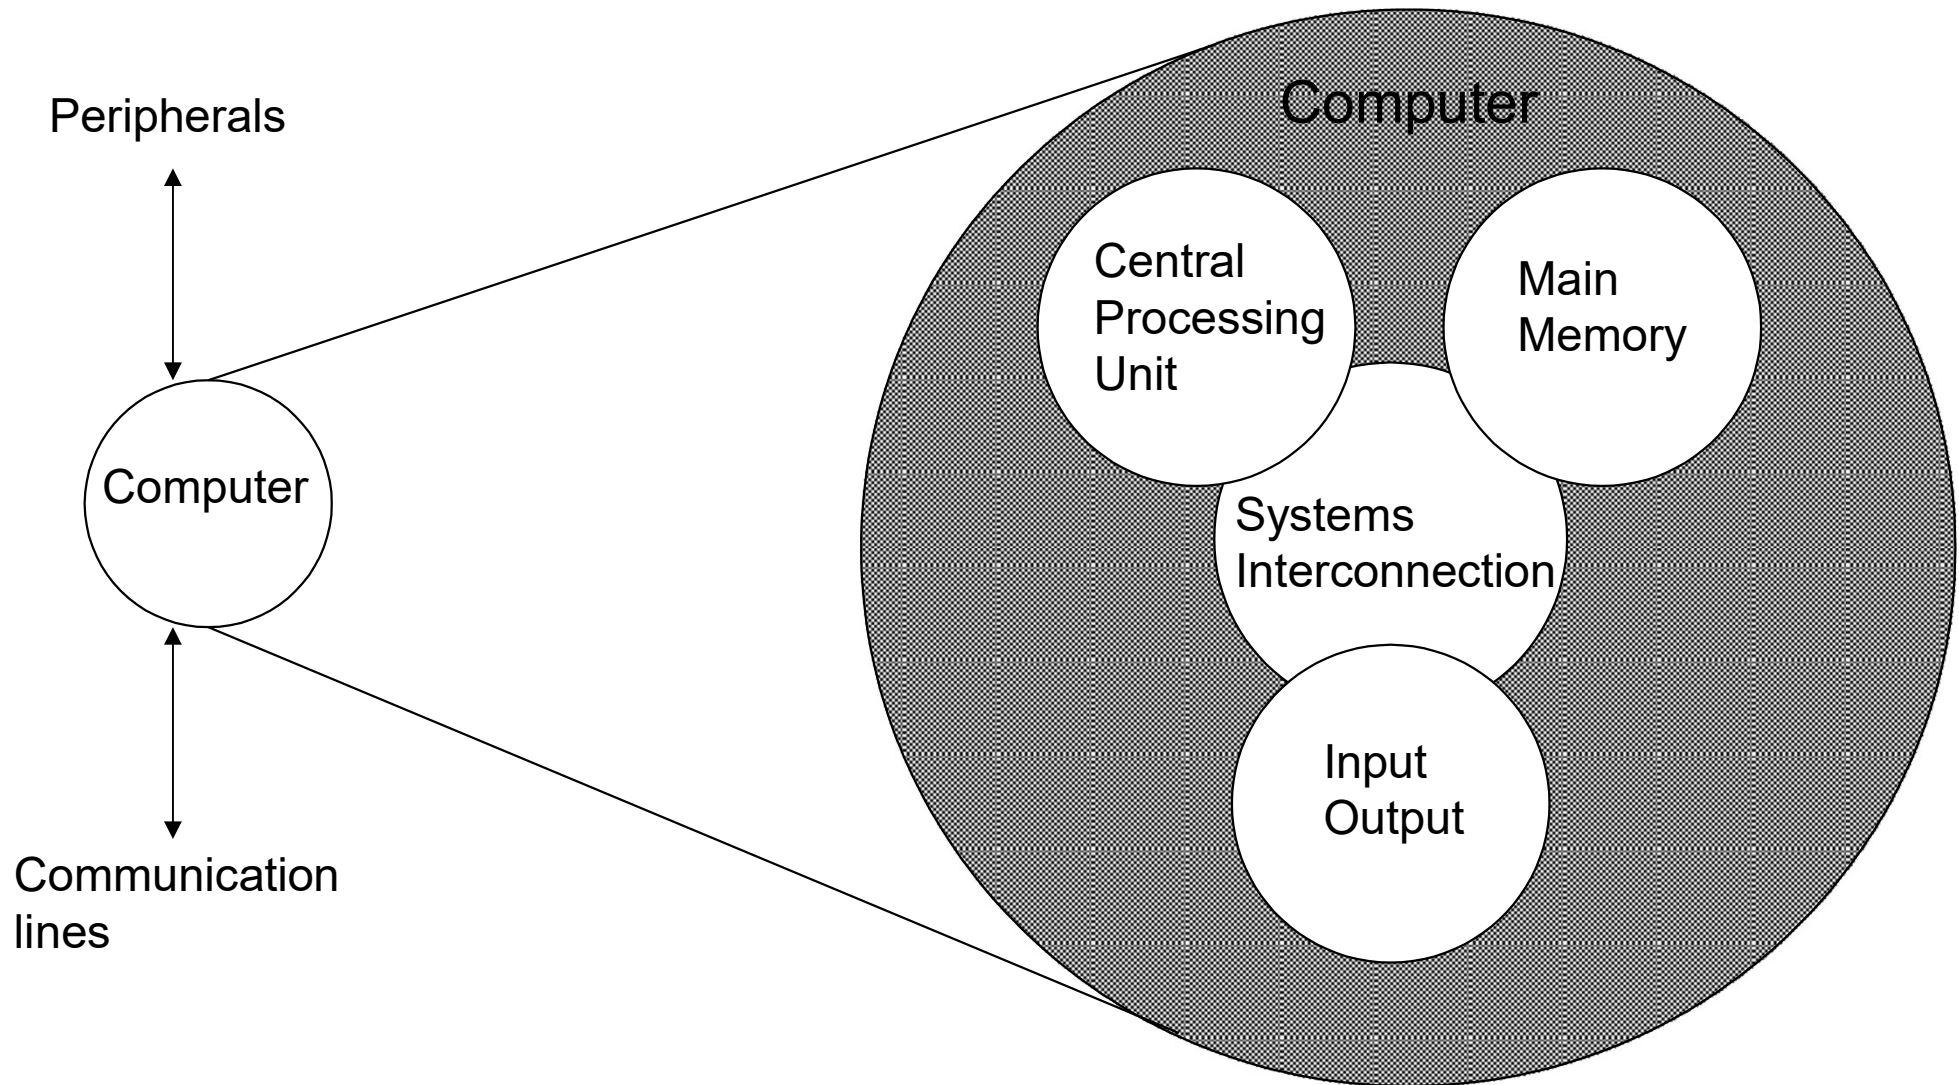 Peripherals
Computer
Communication
lines
Computer
Central
Processing
Unit
Main
Memory
Systems
Interconnection
Input
Output